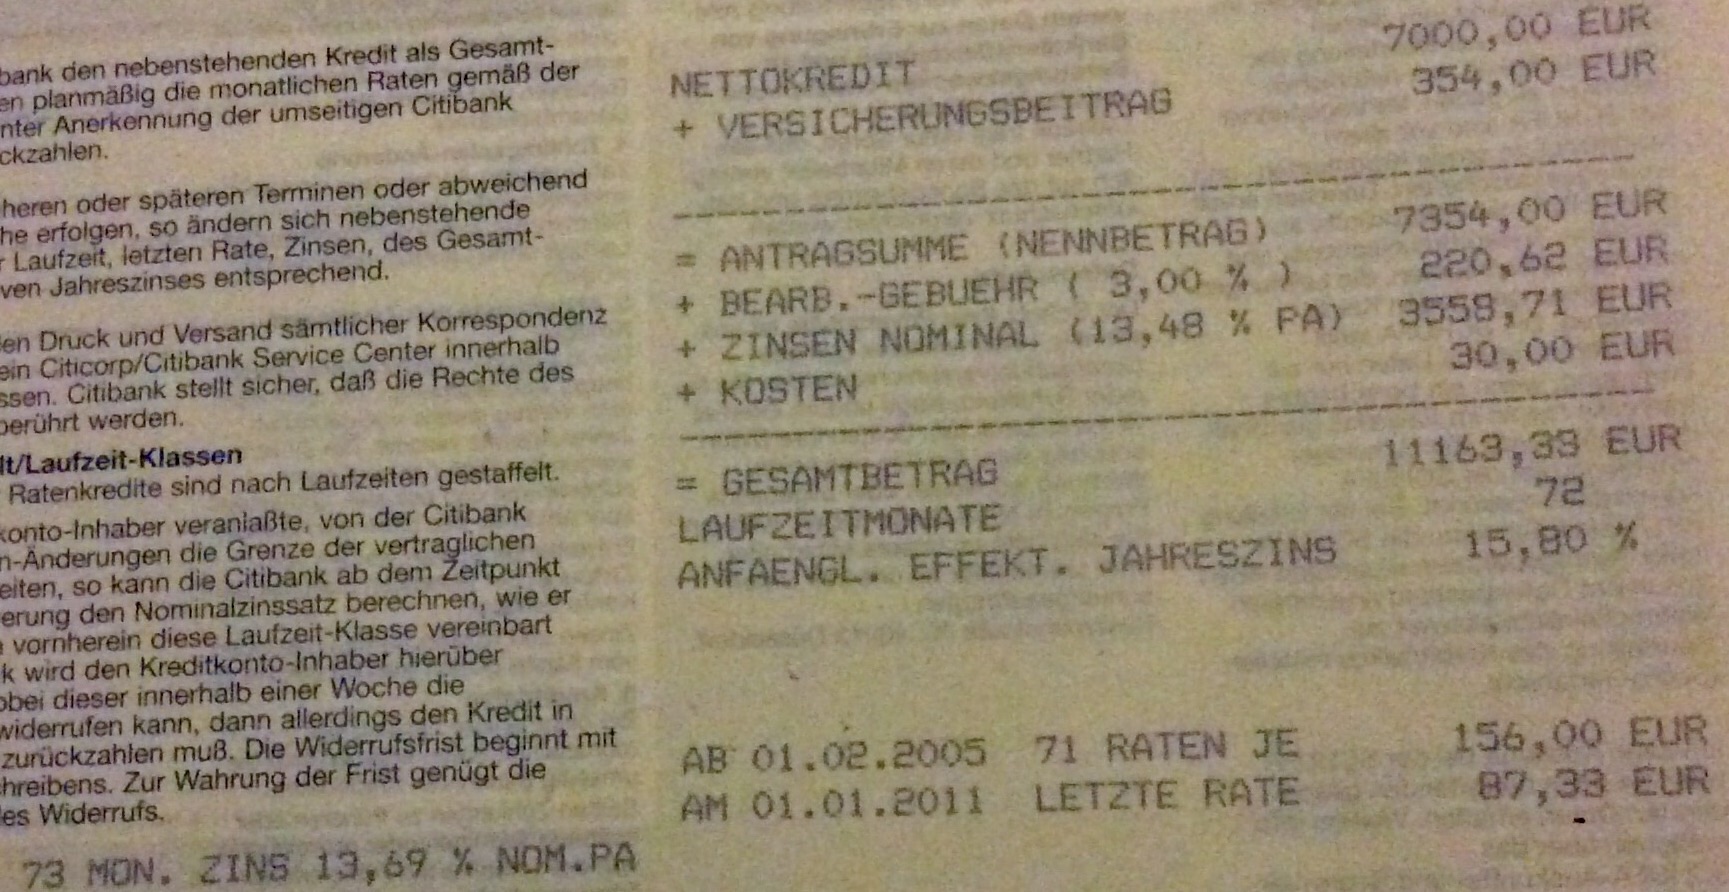 bank den nebenstehenden Kredit als Gesamt-
en planmäßig die monatlichen Raten gemäß der
nter Anerkennung der umseitigen Citibank
ckzahlen.
heren oder späteren Terminen oder abweichend
he erfolgen, so ändern sich nebenstehende
r Laufzeit, letzten Rate, Zinsen, des Gesamt-
ven Jahreszinses entsprechend.
en Druck und Versand sämtlicher Korrespondenz
ein Citicorp/Citibank Service Center innerhalb
ssen. Citibank stellt sicher, daß die Rechte des
berührt werden.
lt/Laufzeit-Klassen
r Ratenkredite sind nach Laufzeiten gestaffelt.
konto-Inhaber veranlaßte, von der Citibank
n-Änderungen die Grenze der vertraglichen
eiten, so kann die Citibank ab dem Zeitpunkt
erung den Nominalzinssatz berechnen, wie er
vornherein diese Laufzeit-Klasse vereinbart
k wird den Kreditkonto-Inhaber hierüber
obei dieser innerhalb einer Woche die
widerrufen kann, dann allerdings den Kredit in
zurückzahlen muß. Die Widerrufsfrist beginnt mit
hreibens. Zur Wahrung der Frist genügt die
es Widerrufs.
73 MON. ZINS 13,69 % NOM.PA
NETTOKREDIT 7000,00 EUR
+ VERSICHERUNGSBEITRAG 354,00 EUR
= ANTRAGSUMME (NENNBETRAG) 7354,00 EUR
+ BEARB.-GEBUEHR ( 3,00 % ) 220,62 EUR
+ ZINSEN NOMINAL (13,48 % PA) 3558,71 EUR
+ KOSTEN 30,00 EUR
= GESAMTBETRAG 11163,33 EUR
LAUFZEITMONATE 72
ANFAENGL. EFFEKT. JAHRESZINS 15,80 %
AB 01.02.2005 71 RATEN JE 156,00 EUR
AM 01.01.2011 LETZTE RATE 87,33 EUR